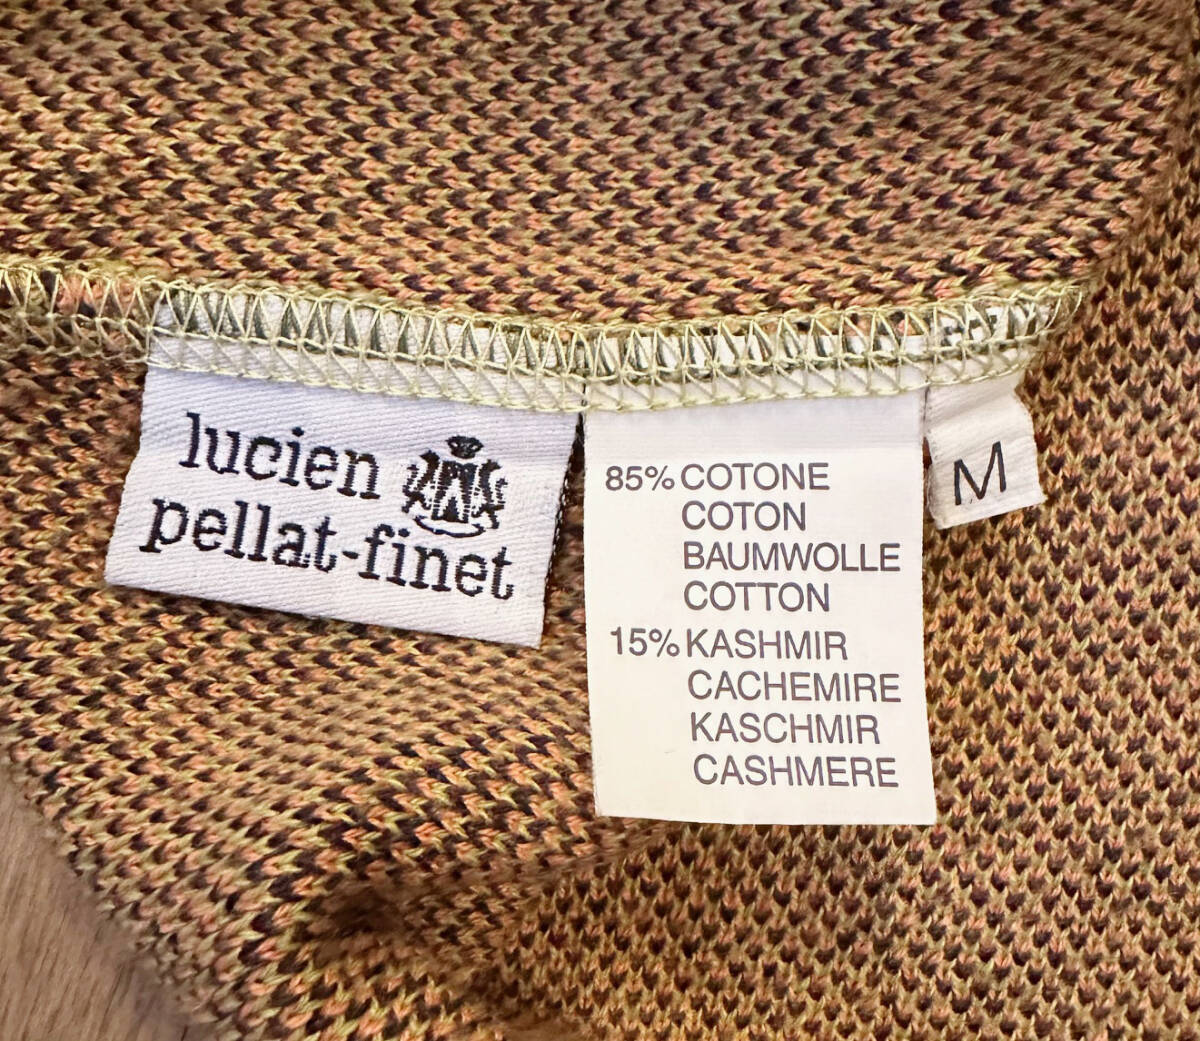 lucien
pellat-finet
85% COTONE
COTON
BAUMWOLLE
COTTON
15% KASHMIR
CACHEMIRE
KASCHMIR
CASHMERE
M